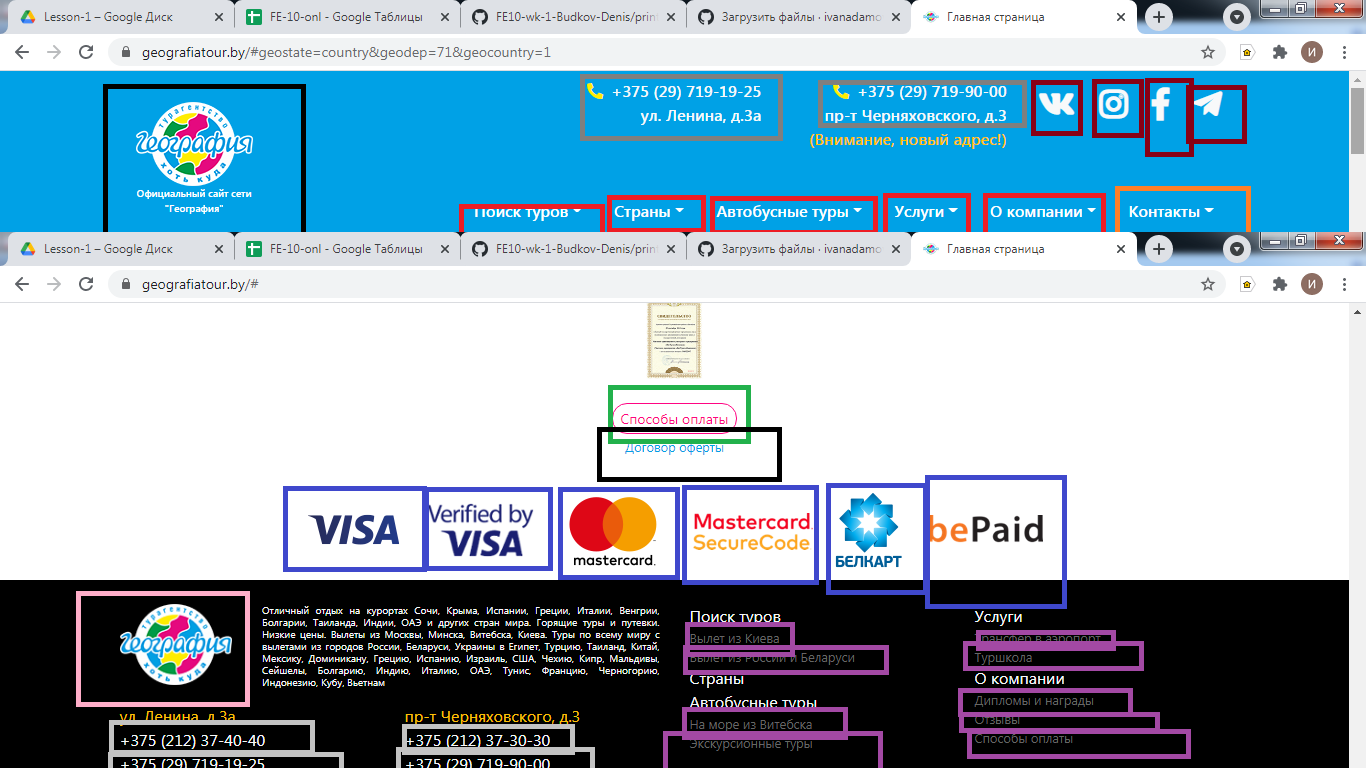 Lesson-1 – Google Диск
FE-10-onl - Google Таблицы
FE10-wk-1-Budkov-Denis/prin
Загрузить файлы · ivanadamo
Главная страница
geografiatour.by/#geostate=country&geodep=71&geocountry=1
И
турагентство
География
хоть куда
Официальный сайт сети
"География"
+375 (29) 719-19-25
ул. Ленина, д.3а
+375 (29) 719-90-00
пр-т Черняховского, д.3
(Внимание, новый адрес!)
Поиск туров
Страны
Автобусные туры
Услуги
О компании
Контакты
Lesson-1 – Google Диск
FE-10-onl - Google Таблицы
FE10-wk-1-Budkov-Denis/prin
Загрузить файлы · ivanadamo
Главная страница
geografiatour.by/#
И
СВИДЕТЕЛЬСТВО
Способы оплаты
Договор оферты
VISA
Verified by
VISA
mastercard.
Mastercard.
SecureCode
БЕЛКАРТ
bePaid
турагентство
География
хоть куда
Отличный отдых на курортах Сочи, Крыма, Испании, Греции, Италии, Венгрии,
Болгарии, Таиланда, Индии, ОАЭ и других стран мира. Горящие туры и путевки.
Низкие цены. Вылеты из Москвы, Минска, Витебска, Киева. Туры по всему миру с
вылетами из городов России, Беларуси, Украины в Египет, Турцию, Таиланд, Китай,
Мексику, Доминикану, Грецию, Испанию, Израиль, США, Чехию, Кипр, Мальдивы,
Сейшелы, Болгарию, Индию, Италию, ОАЭ, Тунис, Францию, Черногорию,
Индонезию, Кубу, Вьетнам
ул. Ленина, д.3а
+375 (212) 37-40-40
+375 (29) 719-19-25
пр-т Черняховского, д.3
+375 (212) 37-30-30
+375 (29) 719-90-00
Поиск туров
Вылет из Киева
Вылет из России и Беларуси
Страны
Автобусные туры
На море из Витебска
Экскурсионные туры
Услуги
Трансфер в аэропорт
Туршкола
О компании
Дипломы и награды
Отзывы
Способы оплаты